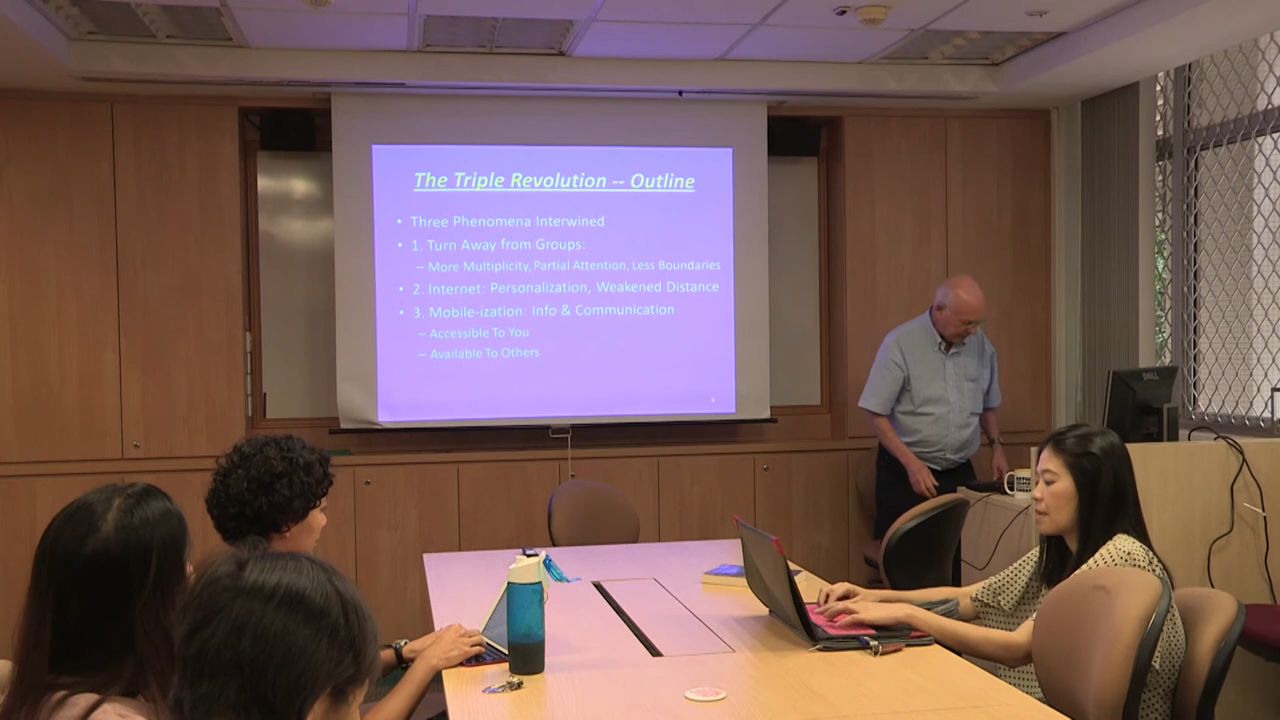 The Triple Revolution -- Outline
• Three Phenomena Interwined
• 1. Turn Away from Groups:
– More Multiplicity, Partial Attention, Less Boundaries
• 2. Internet: Personalization, Weakened Distance
• 3. Mobile-ization: Info & Communication
– Accessible To You
– Available To Others
DELL